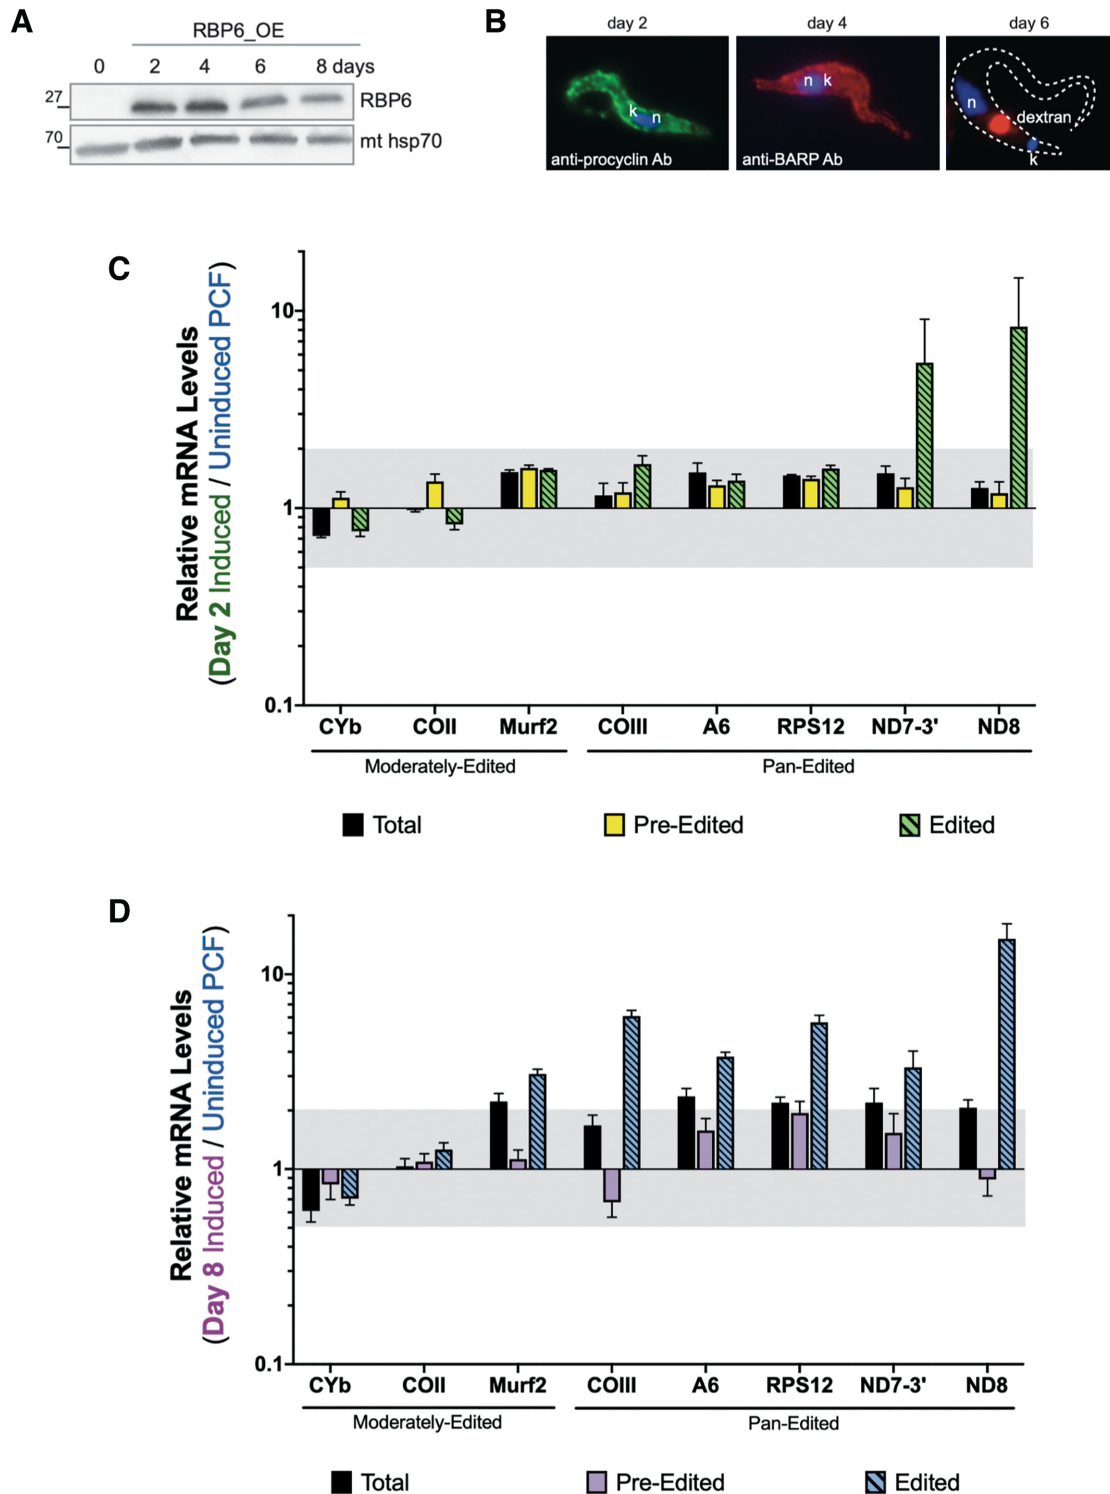 A
RBP6_OE
0 2 4 6 8 days
27 RBP6
70 mt hsp70
B
day 2 day 4 day 6
k n n k n dextran k
anti-procyclin Ab anti-BARP Ab
C
Relative mRNA Levels
(Day 2 Induced / Uninduced PCF)
10
1
0.1
CYb COII Murf2 COIII A6 RPS12 ND7-3' ND8
Moderately-Edited Pan-Edited
Total Pre-Edited Edited
D
Relative mRNA Levels
(Day 8 Induced / Uninduced PCF)
10
1
0.1
CYb COII Murf2 COIII A6 RPS12 ND7-3' ND8
Moderately-Edited Pan-Edited
Total Pre-Edited Edited